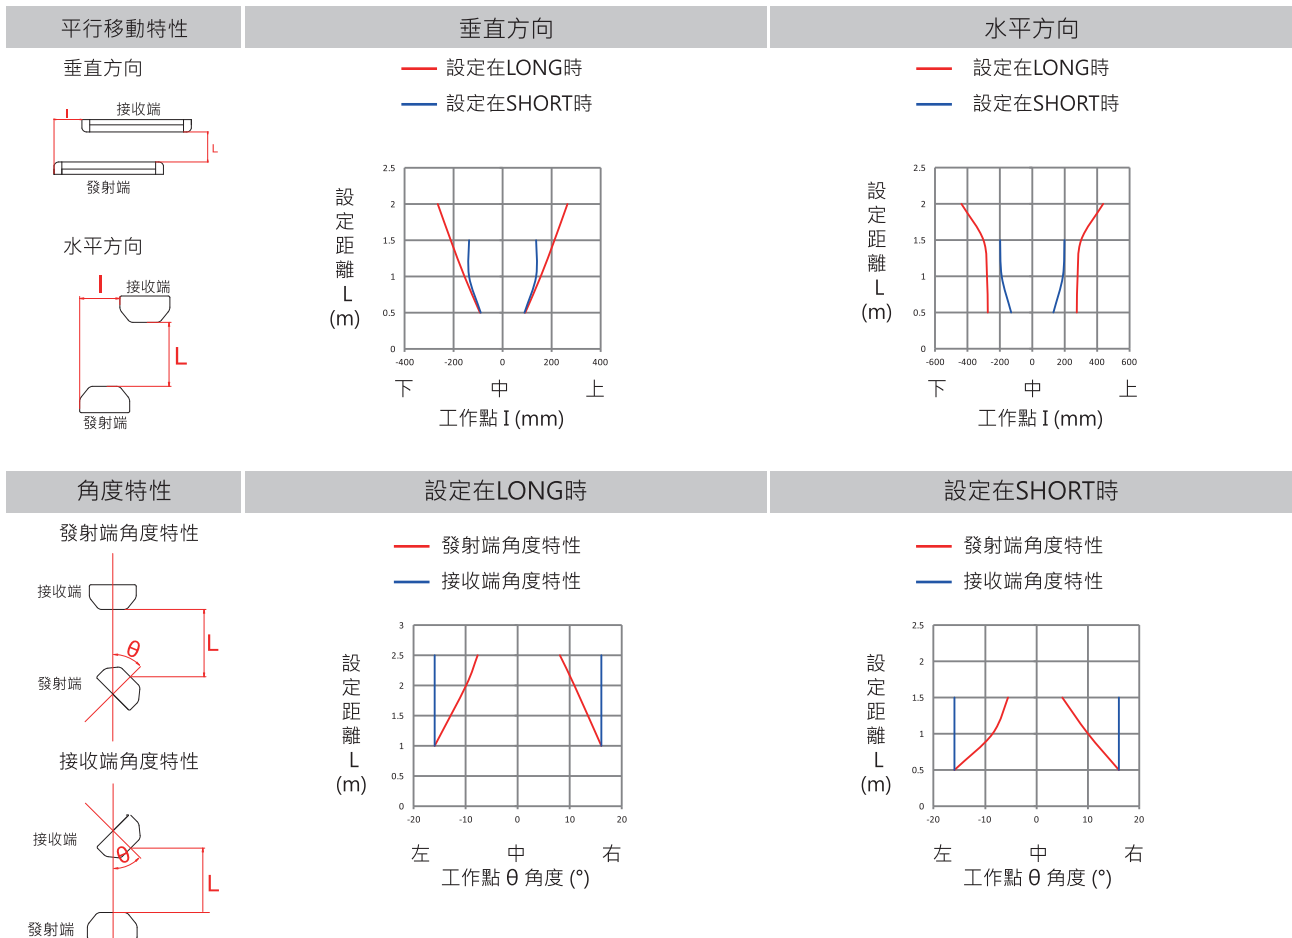 平行移動特性
垂直方向
水平方向
垂直方向
I
接收端
L
發射端
水平方向
I
接收端
L
發射端
設定在LONG時
設定在SHORT時
設定距離L(m)
2.5
2
1.5
1
0.5
0
-400
-200
0
200
400
下
中
上
工作點 I (mm)
設定在LONG時
設定在SHORT時
設定距離L(m)
2.5
2
1.5
1
0.5
0
-600
-400
-200
0
200
400
600
下
中
上
工作點 I (mm)
角度特性
設定在LONG時
設定在SHORT時
發射端角度特性
接收端
L
θ
發射端
接收端角度特性
接收端
θ
L
發射端
發射端角度特性
接收端角度特性
設定距離L(m)
3
2.5
2
1.5
1
0.5
0
-20
-10
0
10
20
左
中
右
工作點 θ 角度 (°)
發射端角度特性
接收端角度特性
設定距離L(m)
2.5
2
1.5
1
0.5
0
-20
-10
0
10
20
左
中
右
工作點 θ 角度 (°)